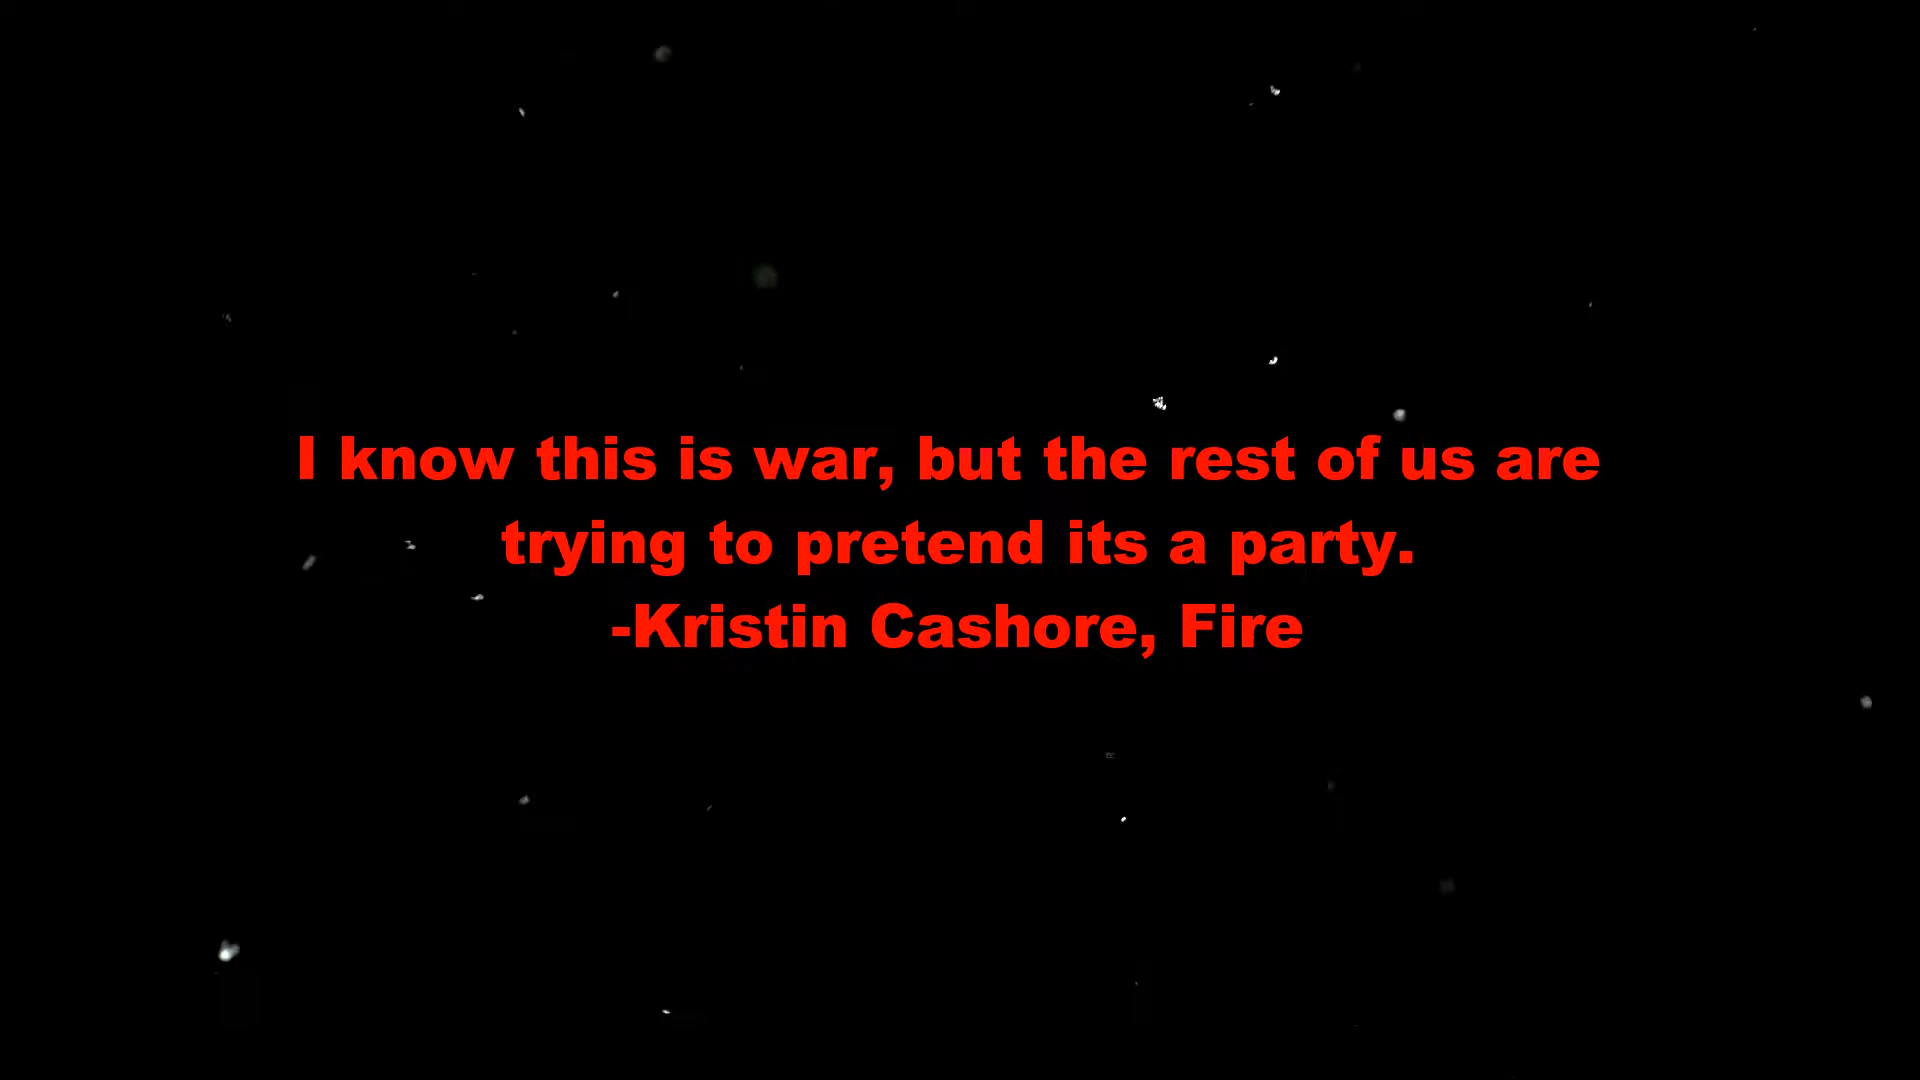 I know this is war, but the rest of us are
trying to pretend its a party.
-Kristin Cashore, Fire